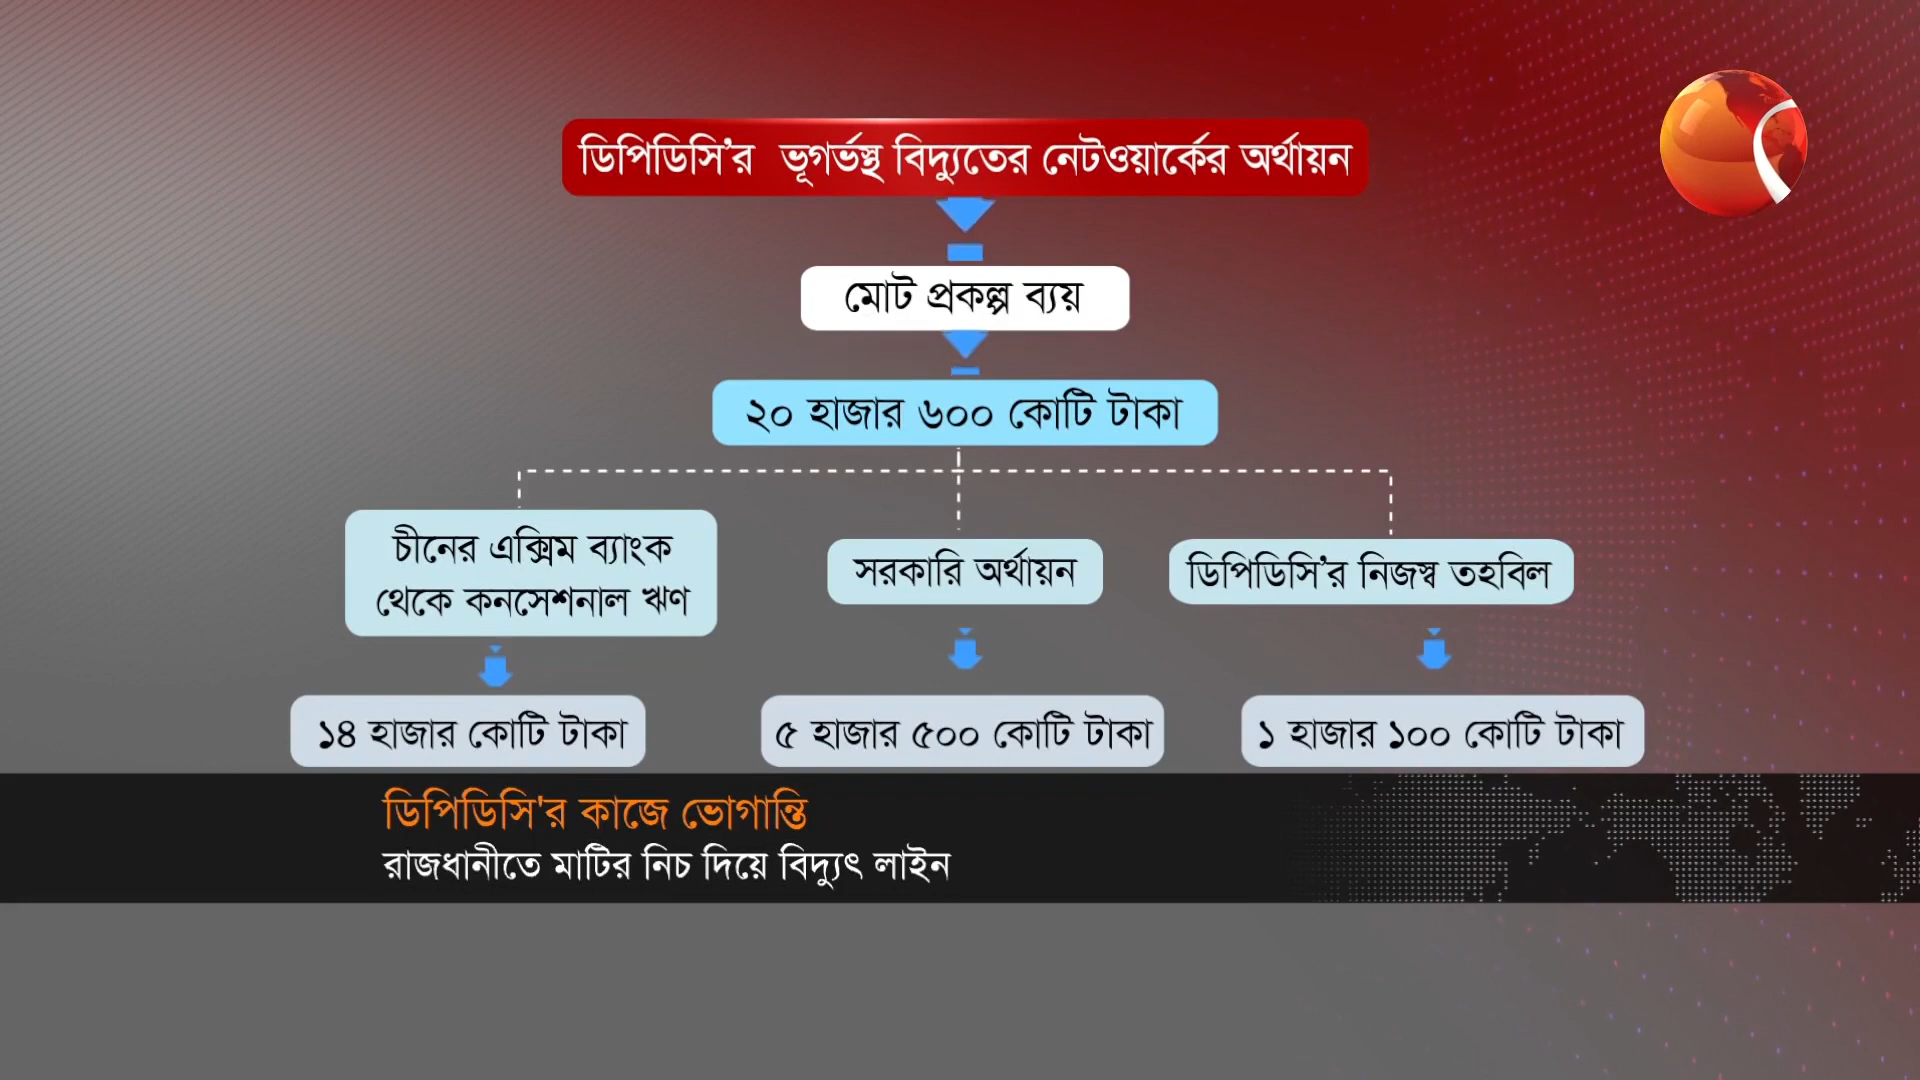 ডিপিডিসি’র ভূগর্ভস্থ বিদ্যুতের নেটওয়ার্কের অর্থায়ন
মোট প্রকল্প ব্যয়
২০ হাজার ৬০০ কোটি টাকা
চীনের এক্সিম ব্যাংক
থেকে কনসেশনাল ঋণ
সরকারি অর্থায়ন
ডিপিডিসি’র নিজস্ব তহবিল
১৪ হাজার কোটি টাকা
৫ হাজার ৫০০ কোটি টাকা
১ হাজার ১০০ কোটি টাকা
ডিপিডিসি'র কাজে ভোগান্তি
রাজধানীতে মাটির নিচ দিয়ে বিদ্যুৎ লাইন